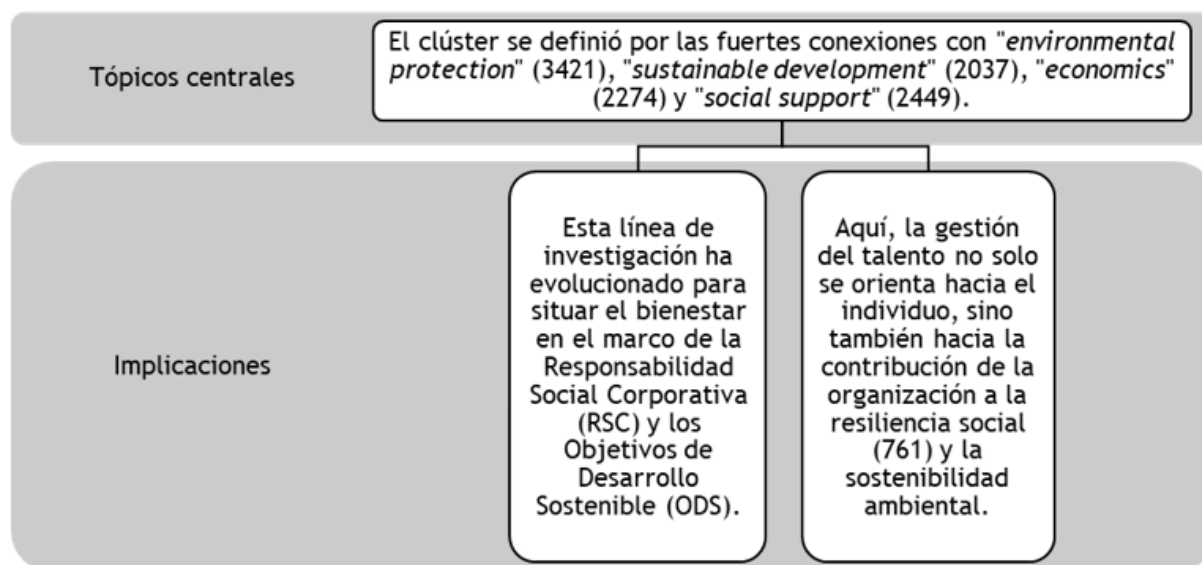 Tópicos centrales
El clúster se definió por las fuertes conexiones con "environmental
protection" (3421), "sustainable development" (2037), "economics"
(2274) y "social support" (2449).
Implicaciones
Esta línea de
investigación ha
evolucionado para
situar el bienestar
en el marco de la
Responsabilidad
Social Corporativa
(RSC) y los
Objetivos de
Desarrollo
Sostenible (ODS).
Aquí, la gestión
del talento no solo
se orienta hacia el
individuo, sino
también hacia la
contribución de la
organización a la
resiliencia social
(761) y la
sostenibilidad
ambiental.